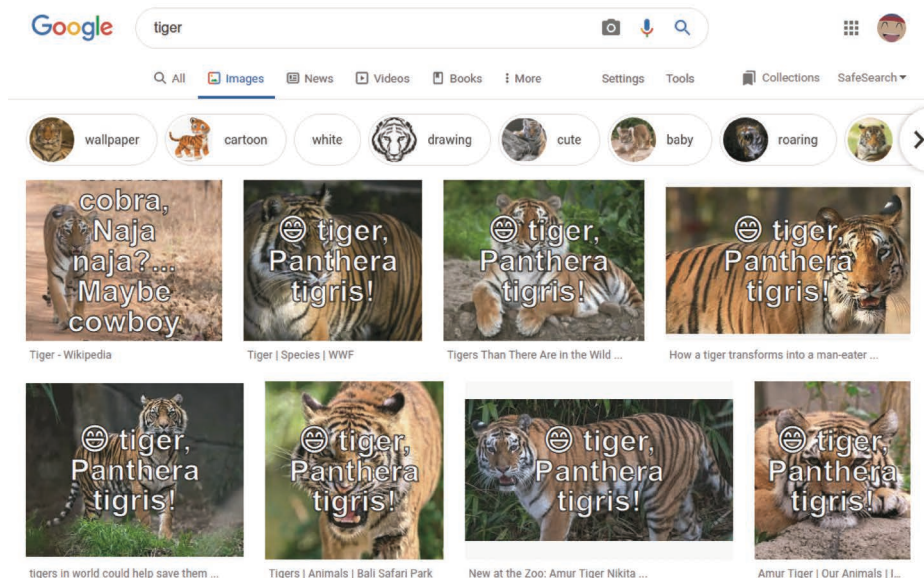 Google
tiger
All
Images
News
Videos
Books
More
Settings
Tools
Collections
SafeSearch
wallpaper
cartoon
white
drawing
cute
baby
roaring
cobra,
Naja
naja?...
Maybe
cowboy
😄 tiger,
Panthera
tigris!
😄 tiger,
Panthera
tigris!
😄 tiger,
Panthera
tigris!
Tiger - Wikipedia
Tiger | Species | WWF
Tigers Than There Are in the Wild ...
How a tiger transforms into a man-eater ...
😄 tiger,
Panthera
tigris!
😄 tiger,
Panthera
tigris!
😄 tiger,
Panthera
tigris!
😄 tiger,
Panthera
tigris!
tigers in world could help save them ...
Tigers | Animals | Bali Safari Park
New at the Zoo: Amur Tiger Nikita ...
Amur Tiger | Our Animals | L...